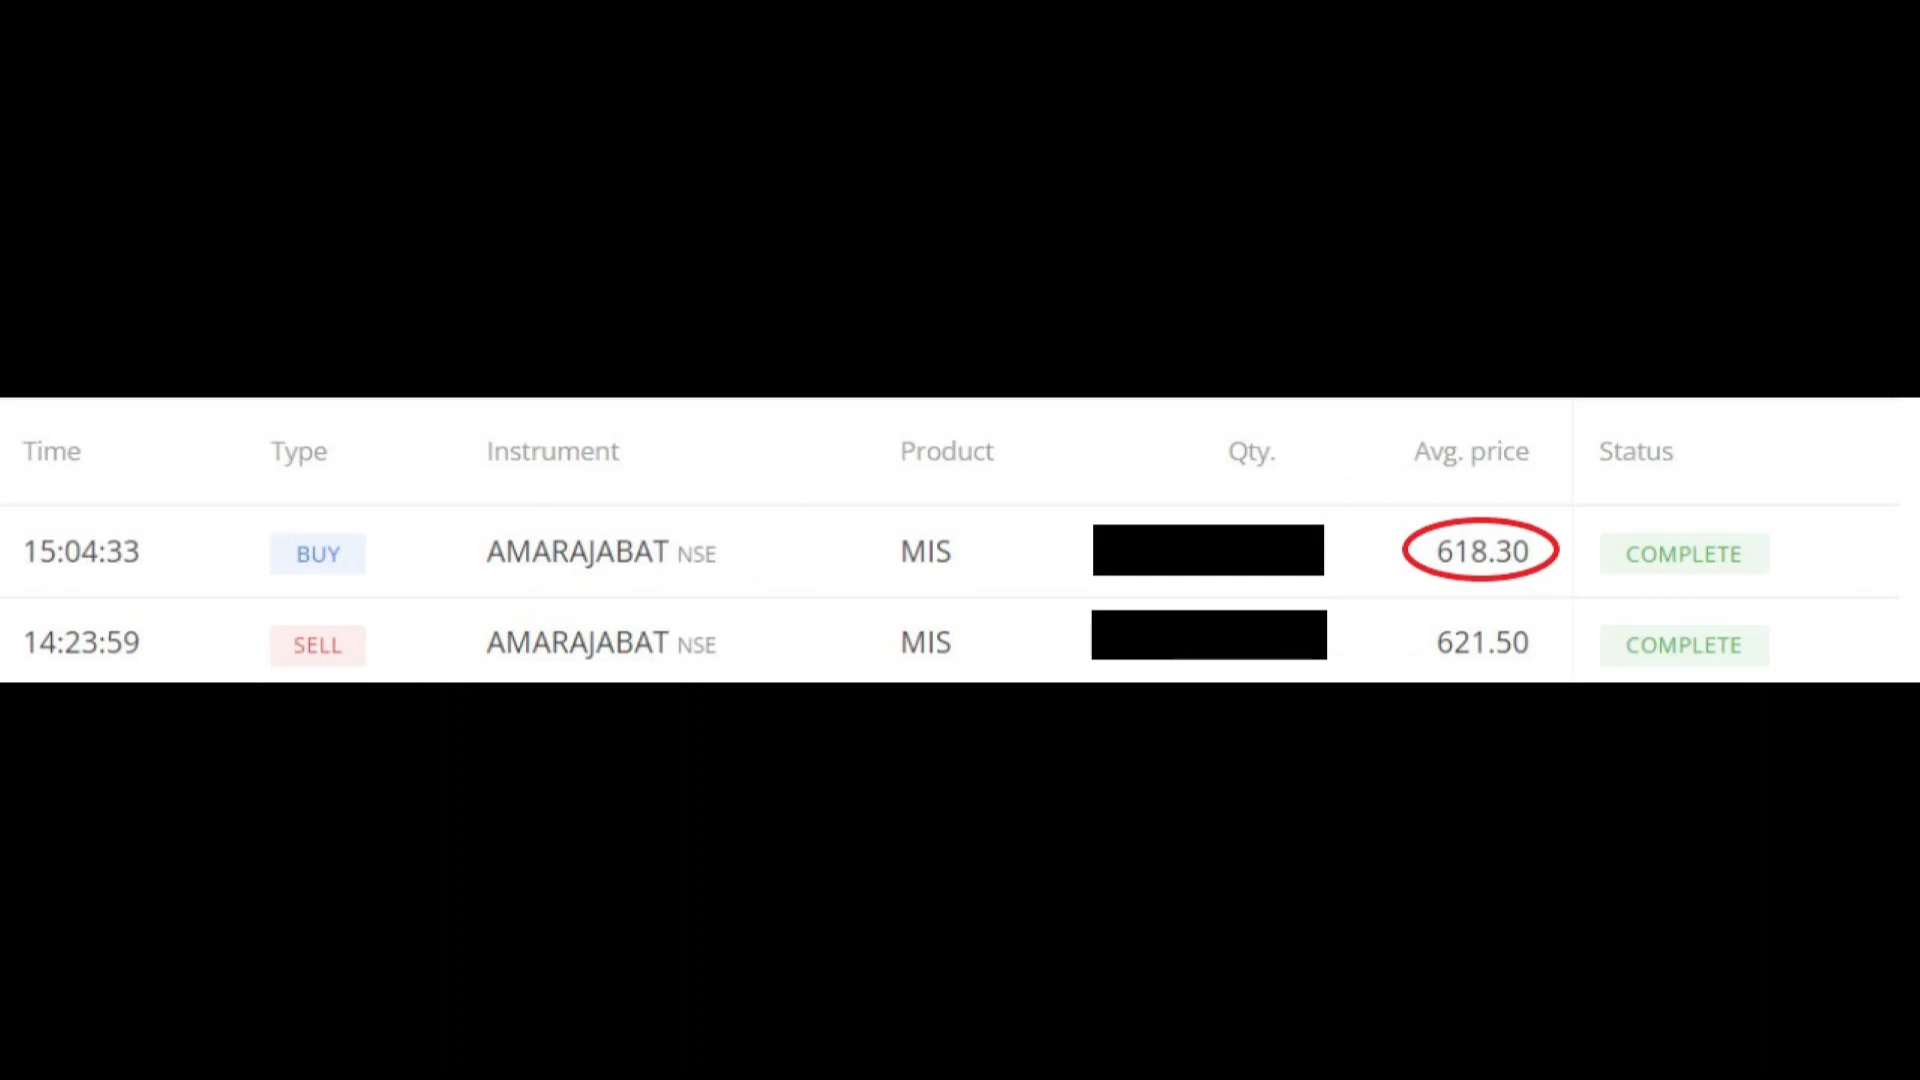 Time Type Instrument Product Qty. Avg. price Status
15:04:33 BUY AMARAJABAT NSE MIS 618.30 COMPLETE
14:23:59 SELL AMARAJABAT NSE MIS 621.50 COMPLETE